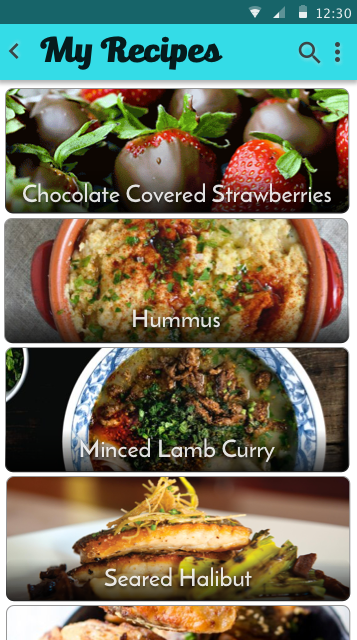 12:30
My Recipes
Chocolate Covered Strawberries
Hummus
Minced Lamb Curry
Seared Halibut